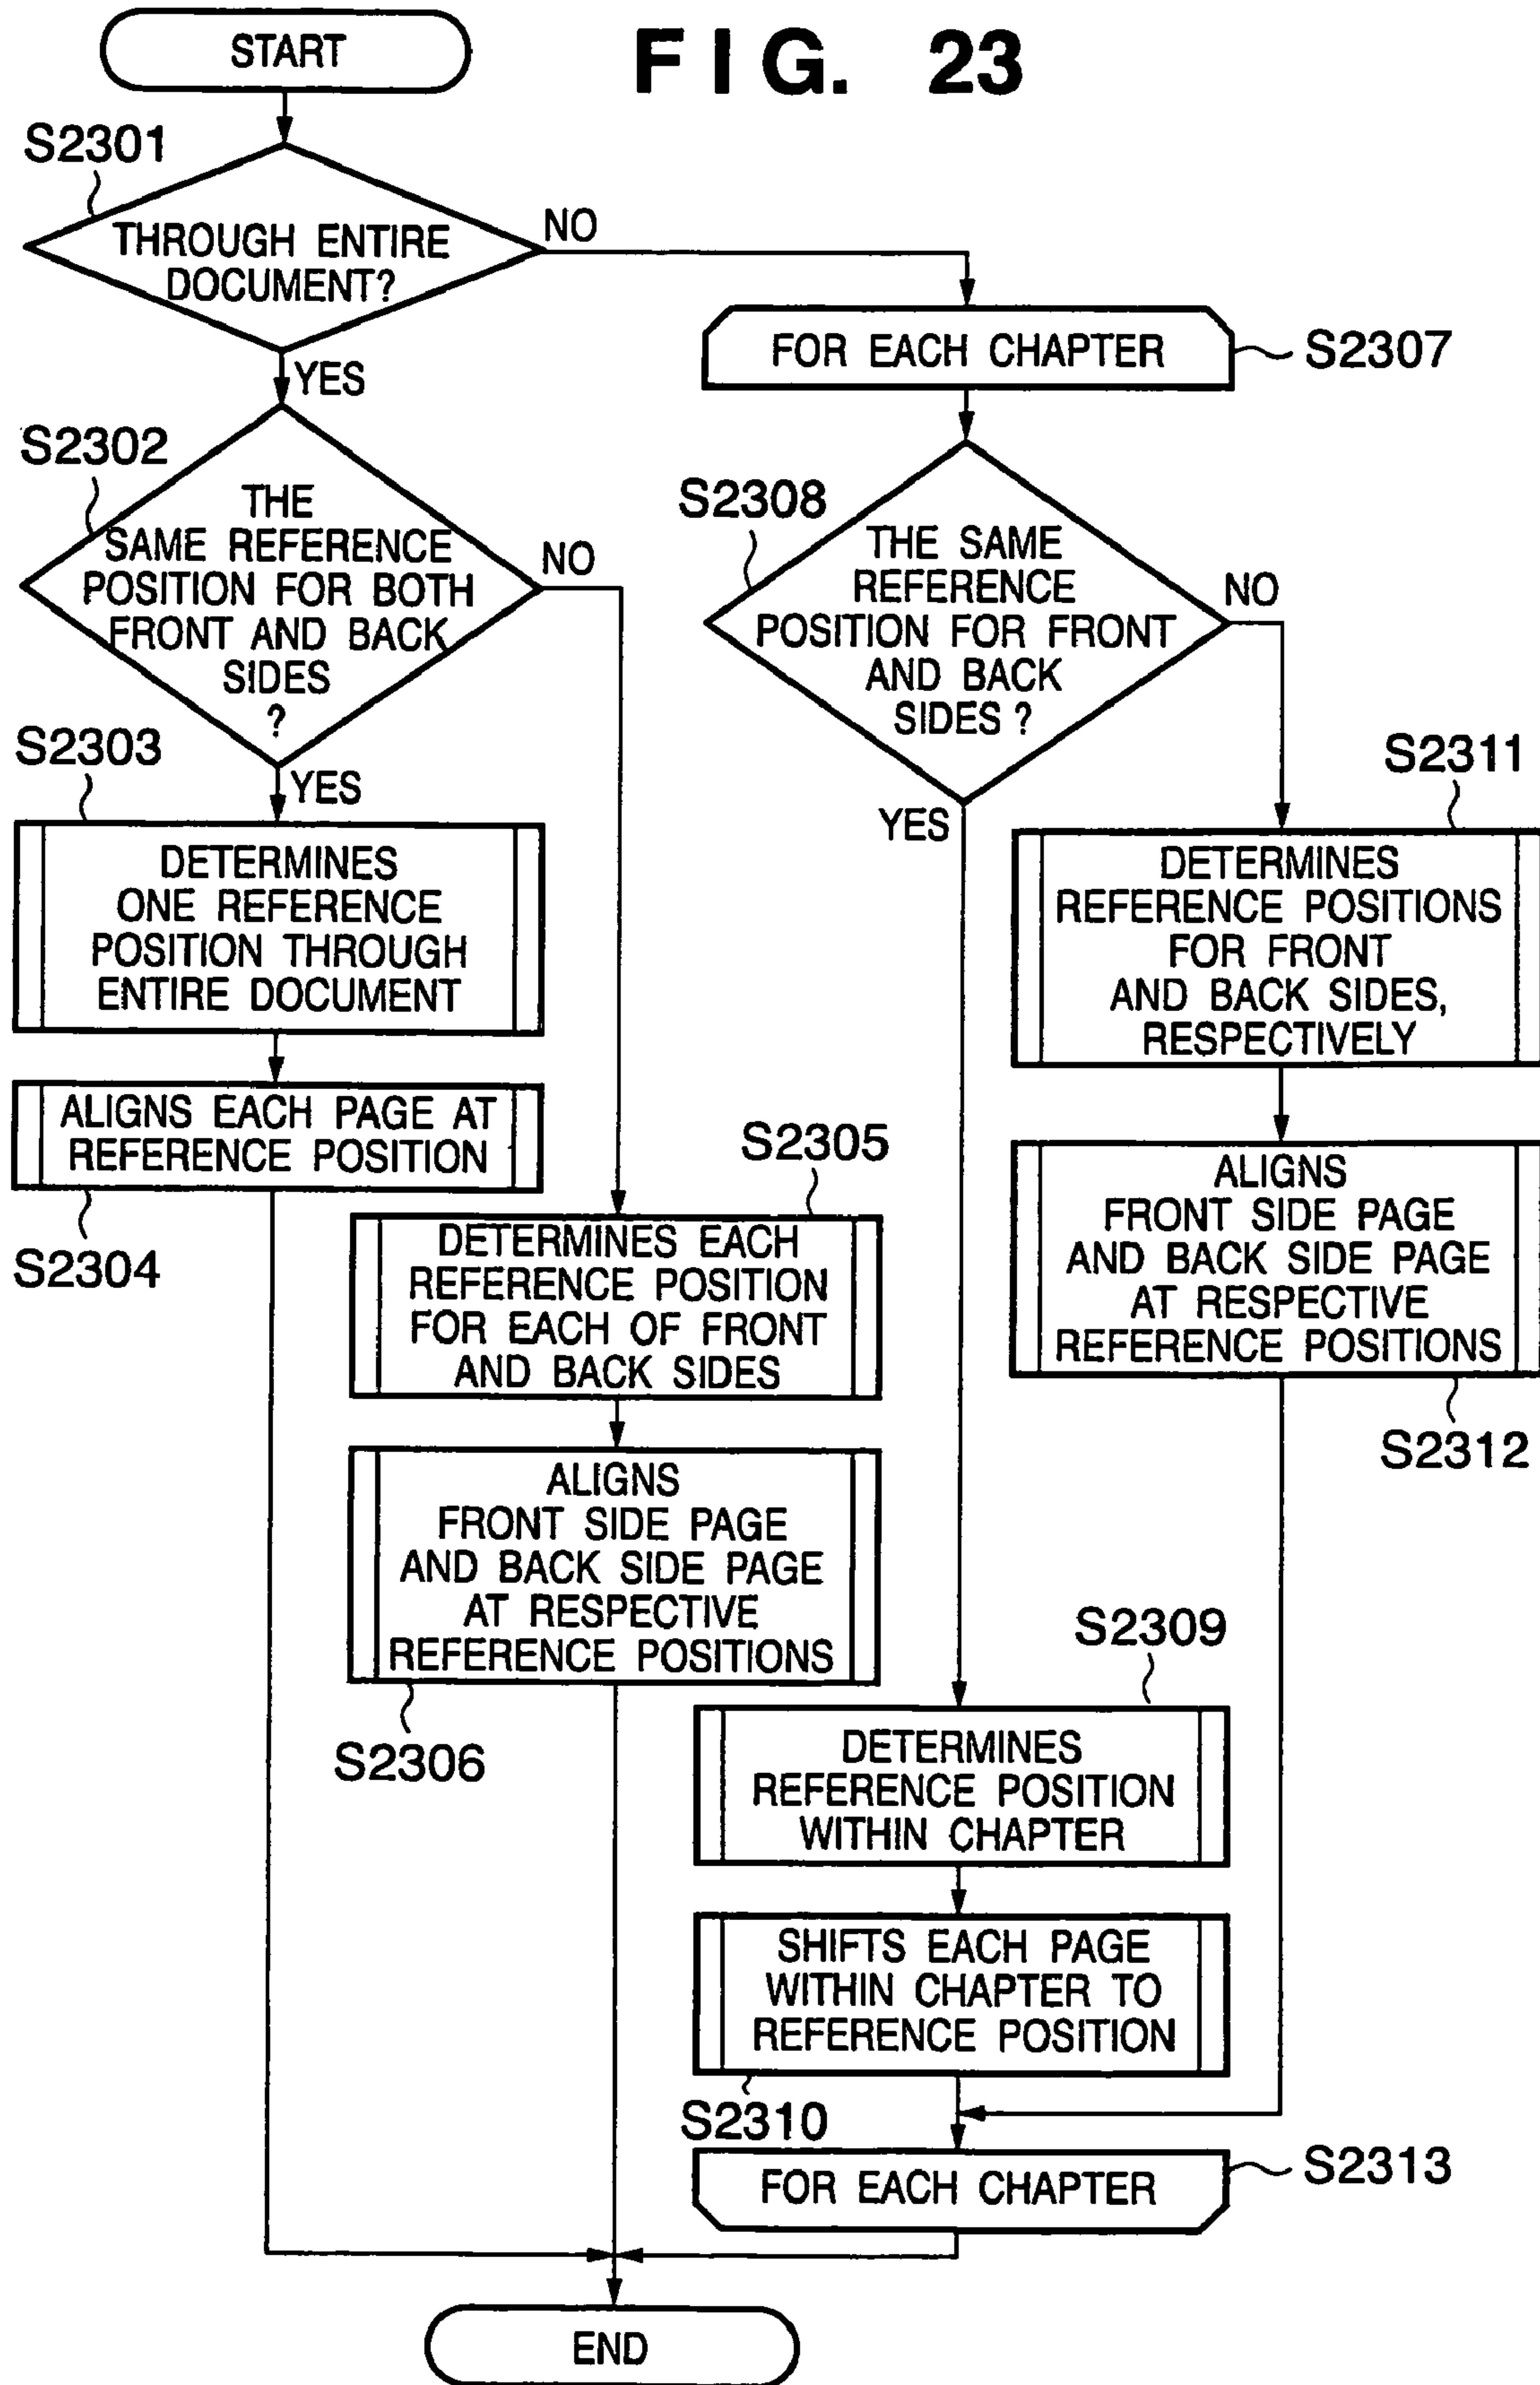 FIG. 23
START
S2301
THROUGH ENTIRE
DOCUMENT?
NO
YES
S2302
THE
SAME REFERENCE
POSITION FOR BOTH
FRONT AND BACK
SIDES
?
NO
YES
S2303
DETERMINES
ONE REFERENCE
POSITION THROUGH
ENTIRE DOCUMENT
ALIGNS EACH PAGE AT
REFERENCE POSITION
S2304
S2305
DETERMINES EACH
REFERENCE POSITION
FOR EACH OF FRONT
AND BACK SIDES
ALIGNS
FRONT SIDE PAGE
AND BACK SIDE PAGE
AT RESPECTIVE
REFERENCE POSITIONS
S2306
FOR EACH CHAPTER
S2307
S2308
THE SAME
REFERENCE
POSITION FOR FRONT
AND BACK
SIDES ?
NO
YES
S2311
DETERMINES
REFERENCE POSITIONS
FOR FRONT
AND BACK SIDES,
RESPECTIVELY
ALIGNS
FRONT SIDE PAGE
AND BACK SIDE PAGE
AT RESPECTIVE
REFERENCE POSITIONS
S2312
S2309
DETERMINES
REFERENCE POSITION
WITHIN CHAPTER
SHIFTS EACH PAGE
WITHIN CHAPTER TO
REFERENCE POSITION
S2310
FOR EACH CHAPTER
S2313
END